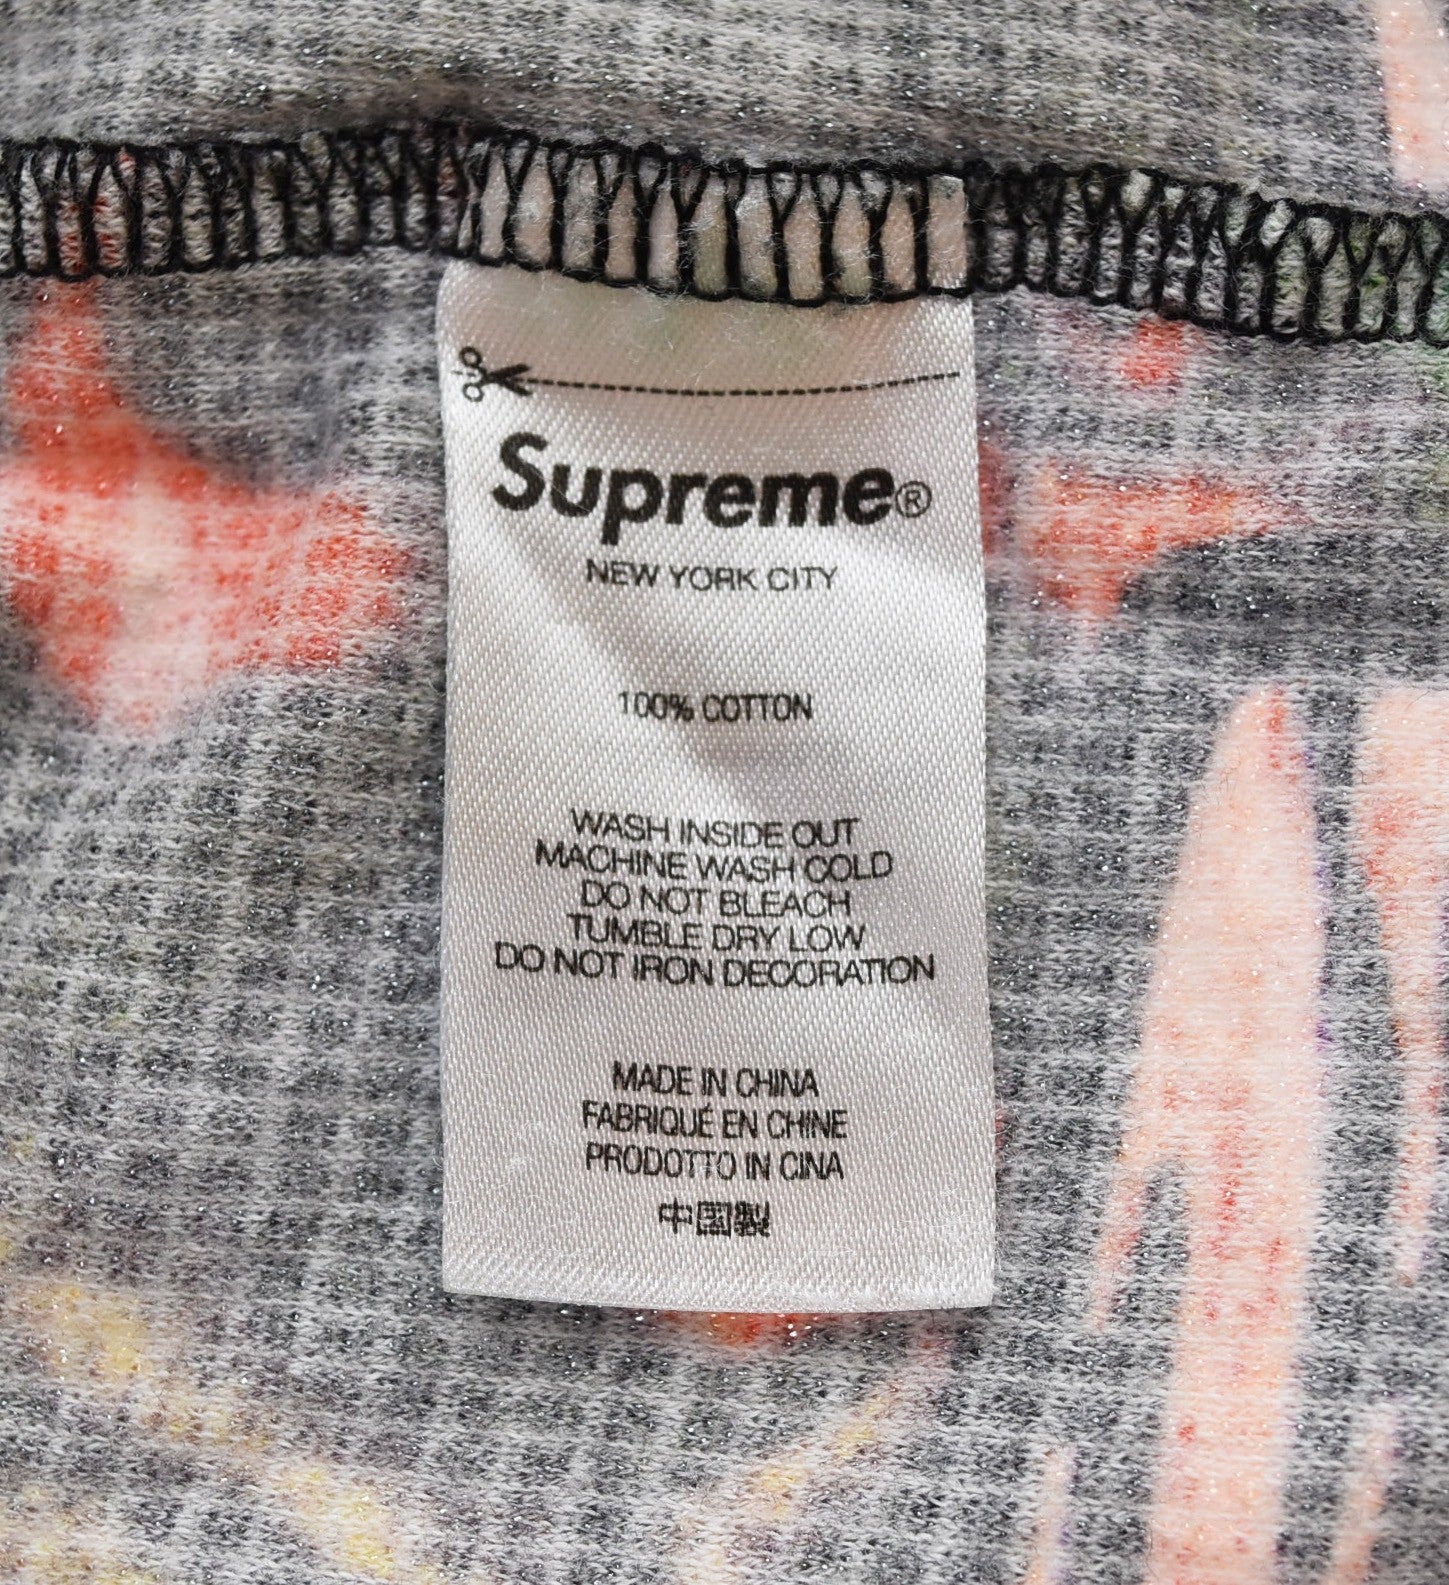 Supreme®
NEW YORK CITY
100% COTTON
WASH INSIDE OUT
MACHINE WASH COLD
DO NOT BLEACH
TUMBLE DRY LOW
DO NOT IRON DECORATION
MADE IN CHINA
FABRIQUÉ EN CHINE
PRODOTTO IN CINA
中国製